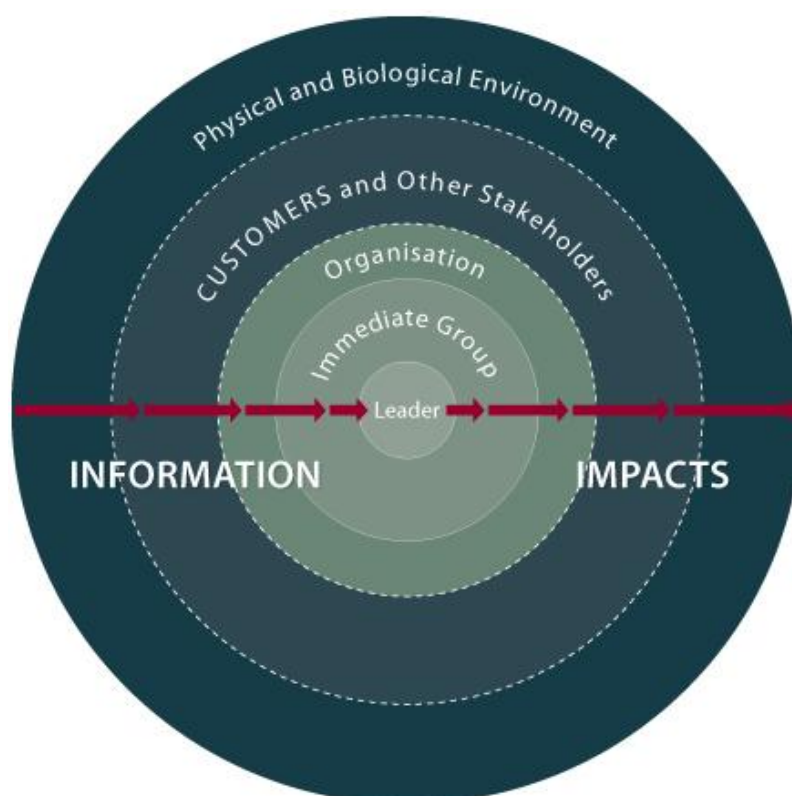 Physical and Biological Environment
CUSTOMERS and Other Stakeholders
Organisation
Immediate Group
Leader
INFORMATION
IMPACTS